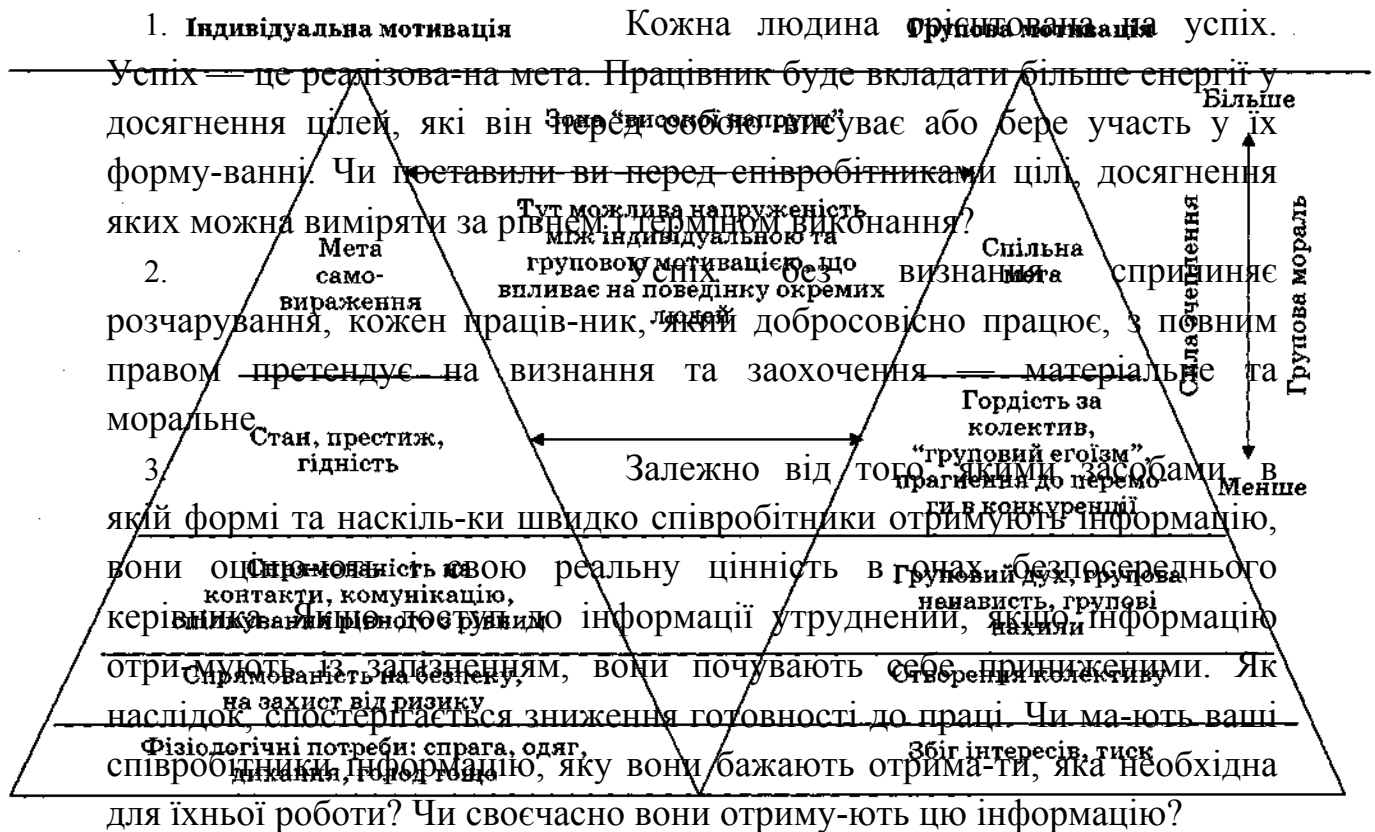 Індивідуальна мотивація
Групова мотивація
1. Кожна людина орієнтована на успіх.
Успіх — це реалізова-на мета. Працівник буде вкладати більше енергії у
досягнення цілей, які він перед собою висуває або бере участь у їх
форму-ванні. Чи поставили ви перед співробітниками цілі, досягнення
яких можна виміряти за рівнем і терміном виконання?
2. Успіх без визнання спричиняє
розчарування, кожен праців-ник, який добросовісно працює, з повним
правом претендує на визнання та заохочення — матеріальне та
моральне.
3. Залежно від того, якими засобами, в
якій формі та наскіль-ки швидко співробітники отримують інформацію,
вони оцінюють і свою реальну цінність в очах безпосереднього
керівника. Якщо доступ до інформації утруднений, якщо інформацію
отри-мують із запізненням, вони почувають себе приниженими. Як
наслідок, спостерігається зниження готовності до праці. Чи ма-ють ваші
співробітники інформацію, яку вони бажають отрима-ти, яка необхідна
для їхньої роботи? Чи своєчасно вони отриму-ють цю інформацію?
Зона “високої напруги”
Тут можлива напруженість
між індивідуальною та
груповою мотивацією, що
впливає на поведінку окремих
людей
Більше
Сила зчеплення
Групова мораль
Менше
Мета
само-
вираження
Спільна
мета
Стан, престиж,
гідність
Гордість за
колектив,
“груповий егоїзм”,
прагнення до перемо-
ги в конкуренції
Спрямованість на
контакти, комунікацію,
спілкування рівного з рівним
Груповий дух, групова
ненависть, групові
нахили
Спрямованість на безпеку,
на захист від ризику
Створення колективу
Фізіологічні потреби: спрага, одяг,
дихання, голод тощо
Збіг інтересів, тиск